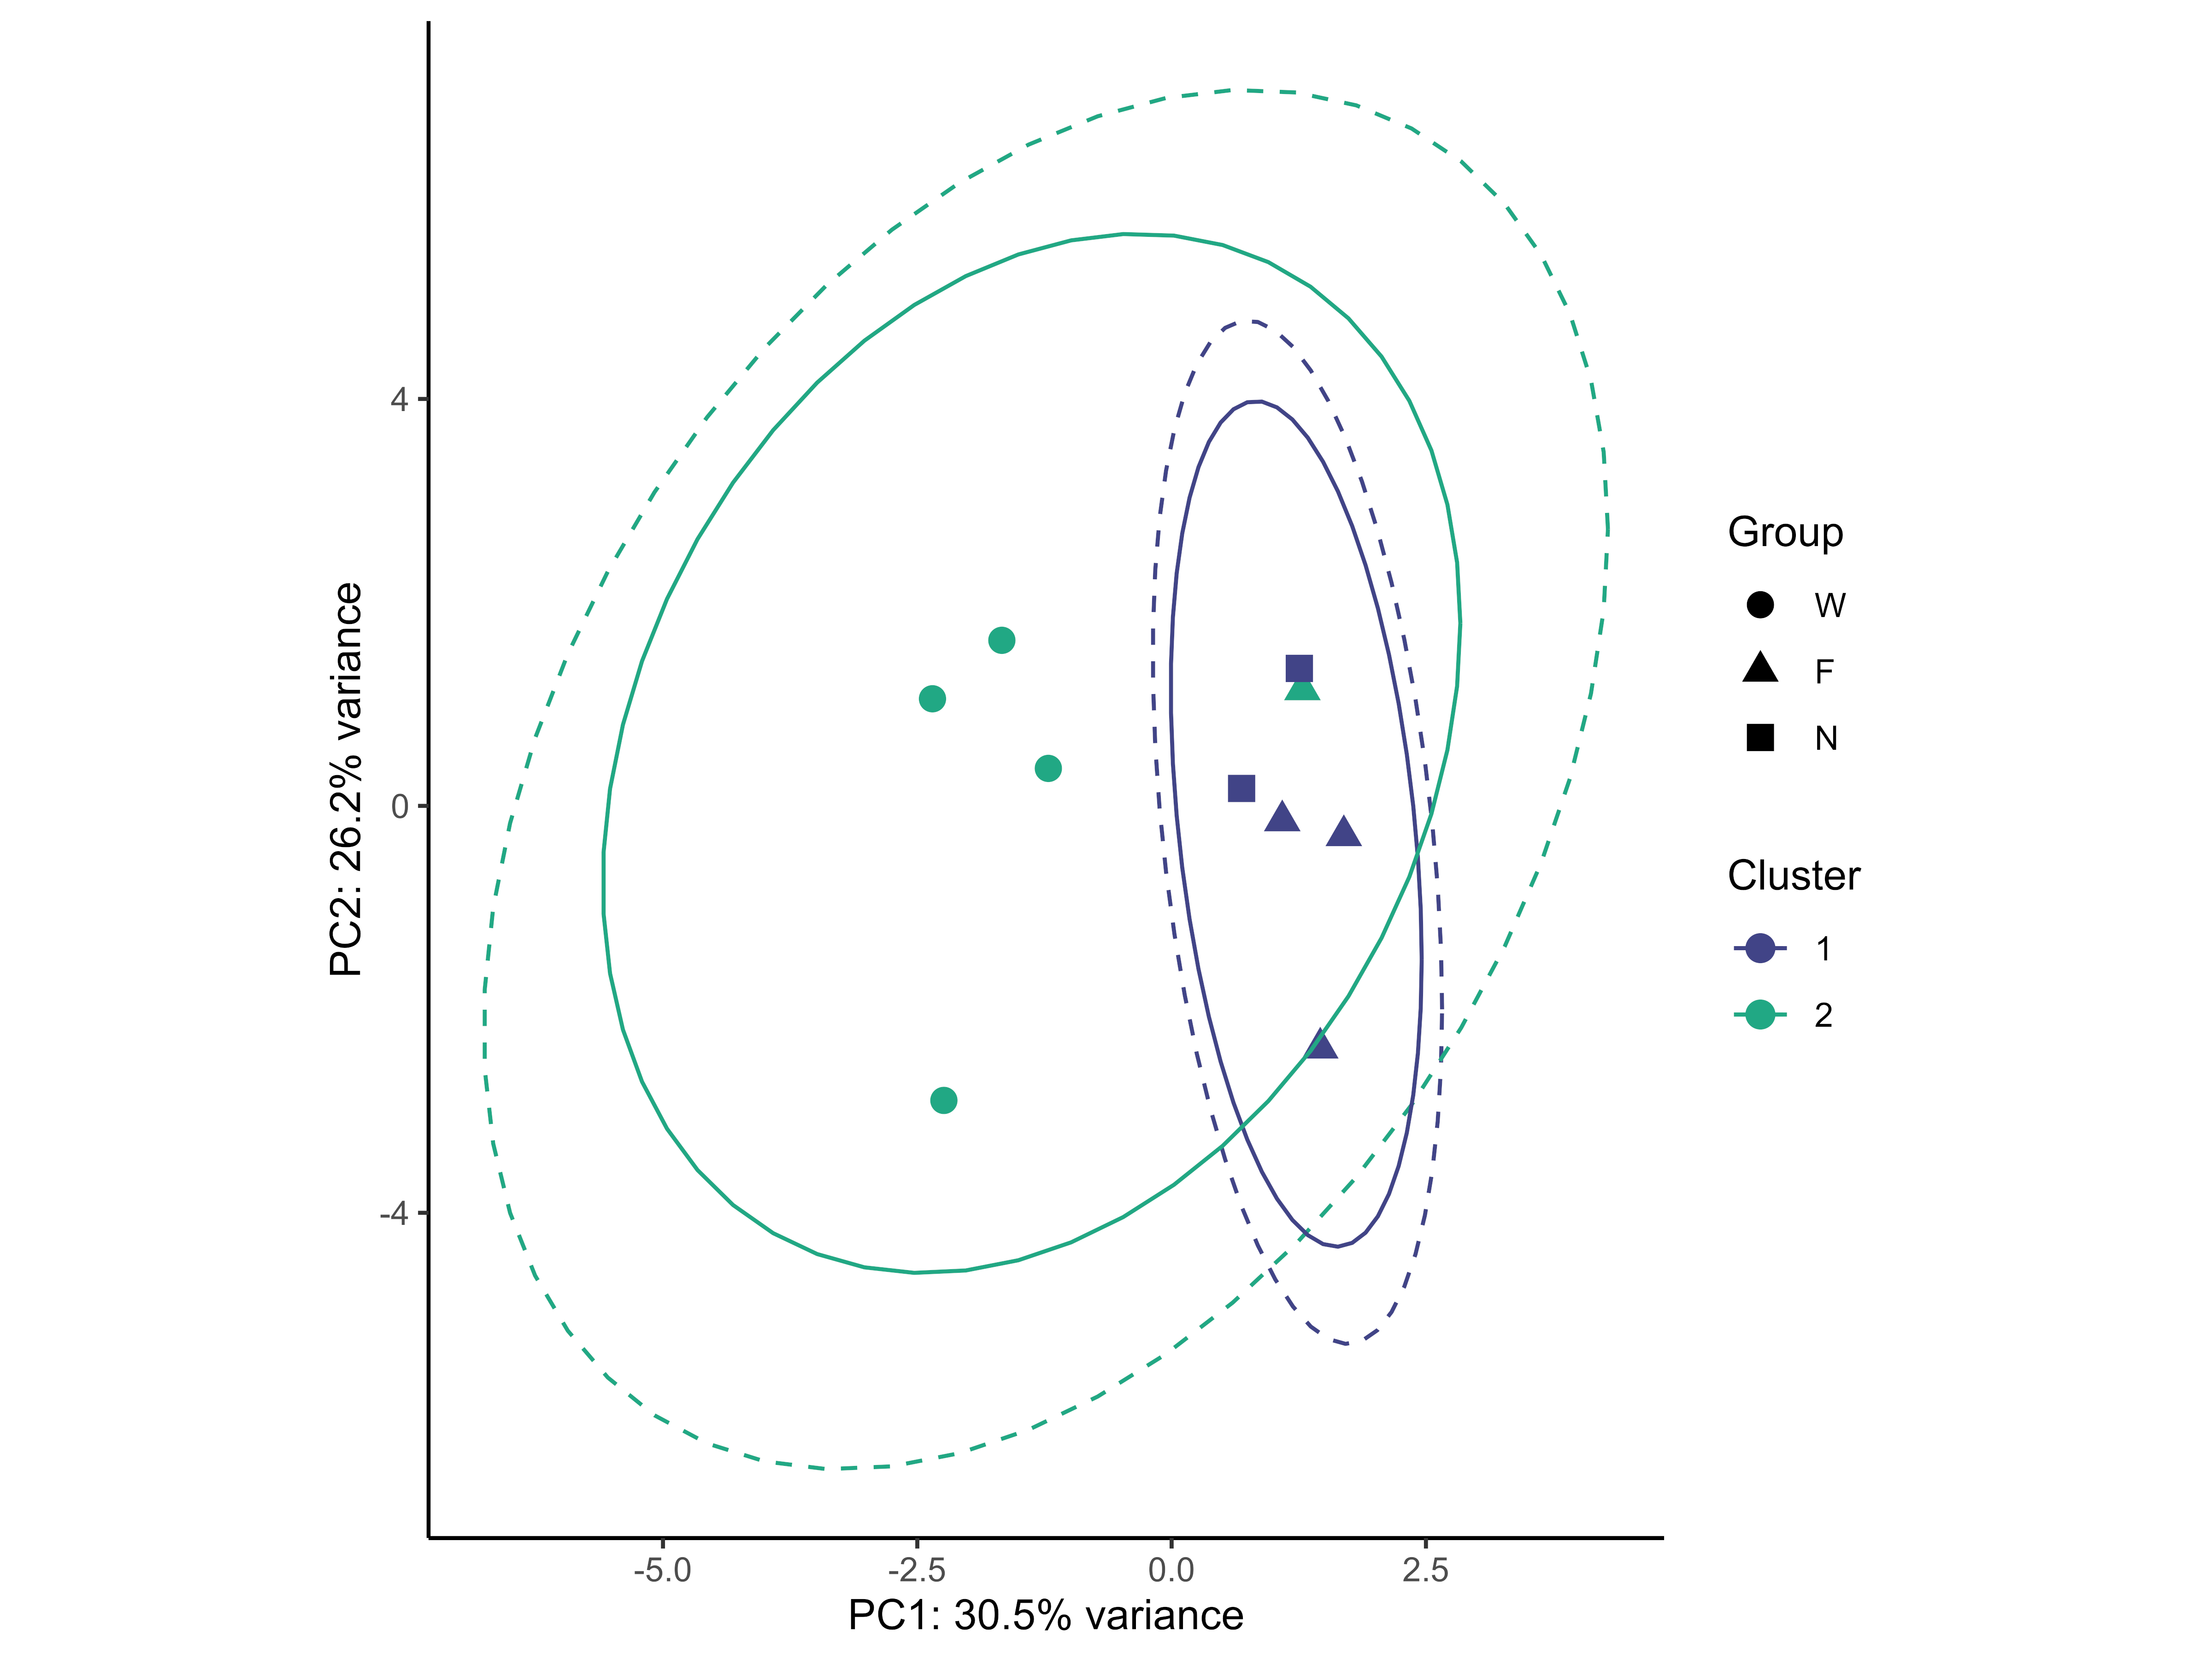 PC2: 26.2% variance
4
0
-4
-5.0
-2.5
0.0
2.5
PC1: 30.5% variance
Group
W
F
N
Cluster
1
2